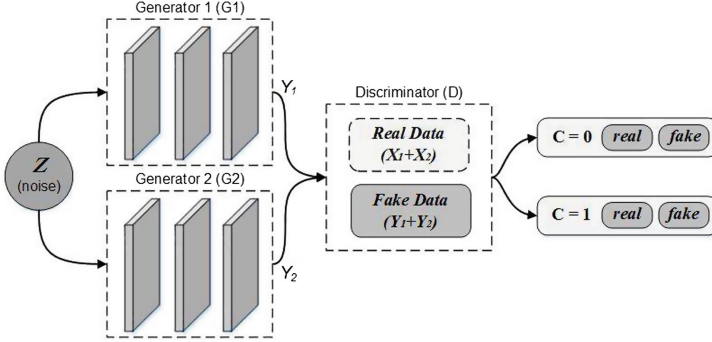 Generator 1 (G1)
Y1
Z
(noise)
Generator 2 (G2)
Y2
Discriminator (D)
Real Data
(X1+X2)
Fake Data
(Y1+Y2)
C = 0 real fake
C = 1 real fake